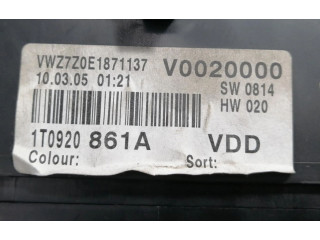 VWZ7Z0E1871137 V0020000
10.03.05 01:21 SW 0814
HW 020
1T0920 861A VDD
Colour: Sort: